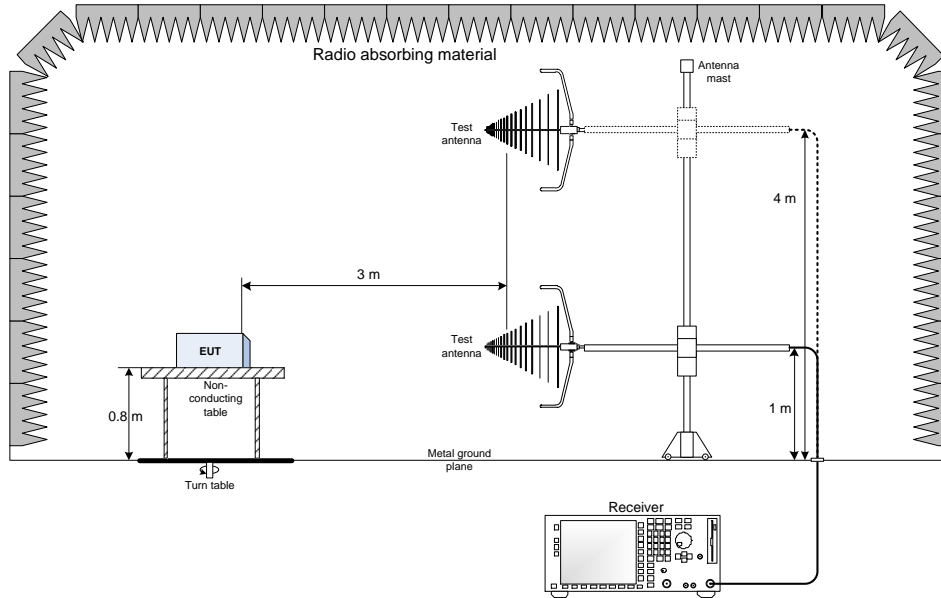 Radio absorbing material
Antenna
mast
Test
antenna
4 m
3 m
Test
antenna
EUT
Non-
conducting
table
0.8 m
1 m
Metal ground
plane
Turn table
Receiver